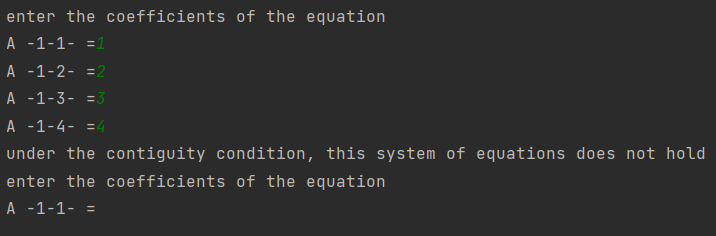 enter the coefficients of the equation
A -1-1- =1
A -1-2- =2
A -1-3- =3
A -1-4- =4
under the contiguity condition, this system of equations does not hold
enter the coefficients of the equation
A -1-1- =